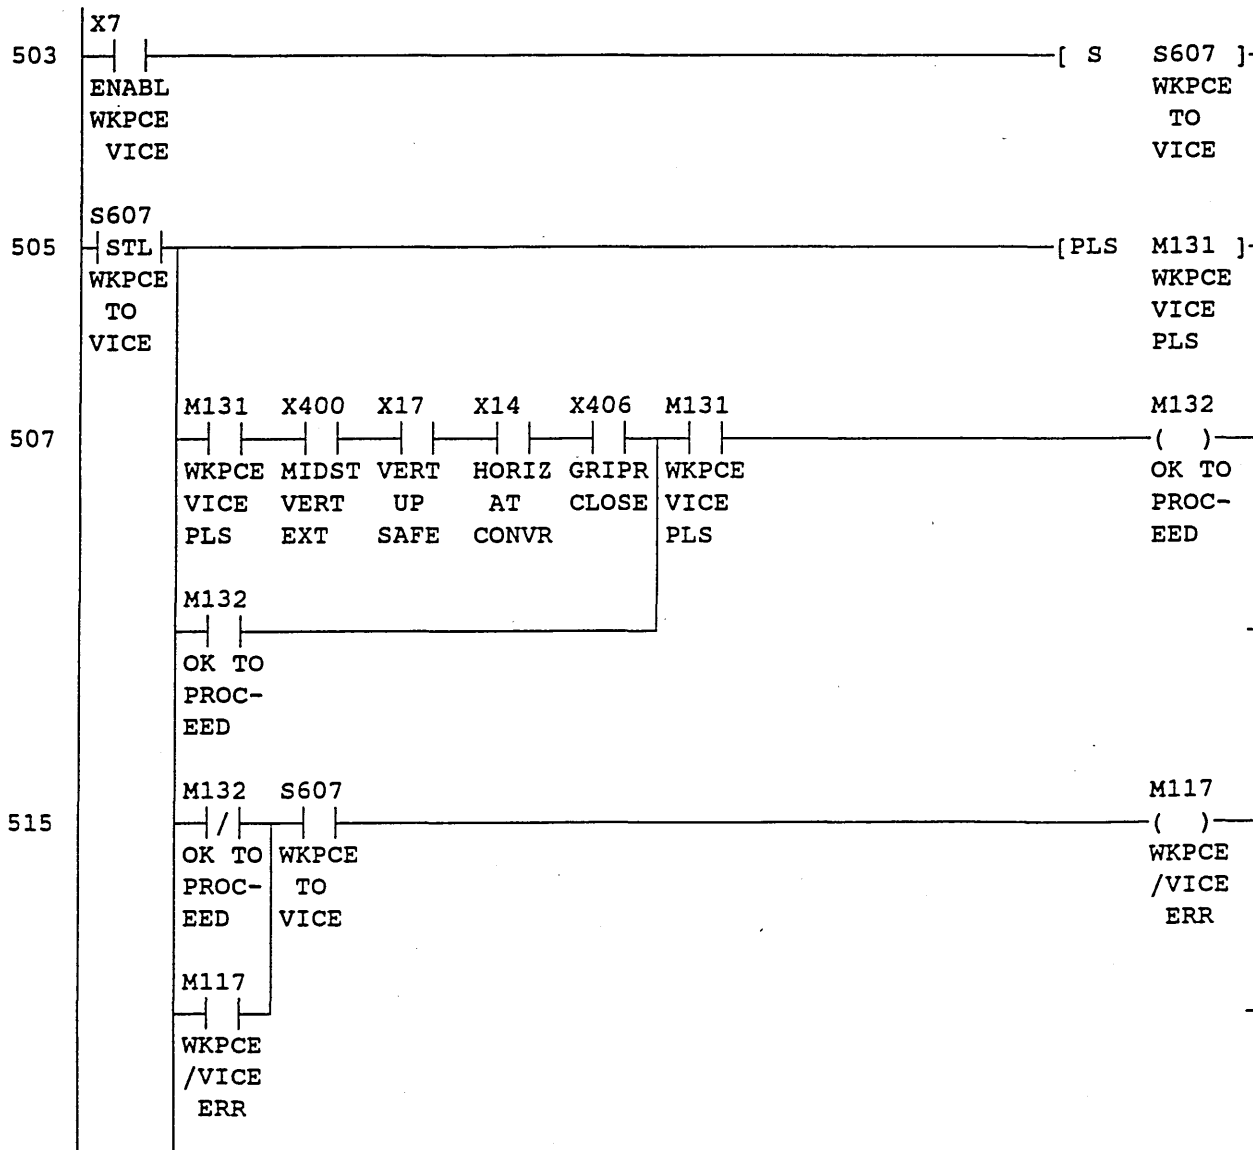 X7
503 [ S S607 ]
ENABL WKPCE
WKPCE TO
VICE VICE
S607
505 STL [PLS M131 ]
WKPCE WKPCE
TO VICE
VICE PLS
M131 X400 X17 X14 X406 M131 M132
507 ( )
WKPCE MIDST VERT HORIZ GRIPR WKPCE OK TO
VICE VERT UP AT CLOSE VICE PROC-
PLS EXT SAFE CONVR PLS EED
M132
OK TO
PROC-
EED
M132 S607 M117
515 / ( )
OK TO WKPCE WKPCE
PROC- TO /VICE
EED VICE ERR
M117
WKPCE
/VICE
ERR